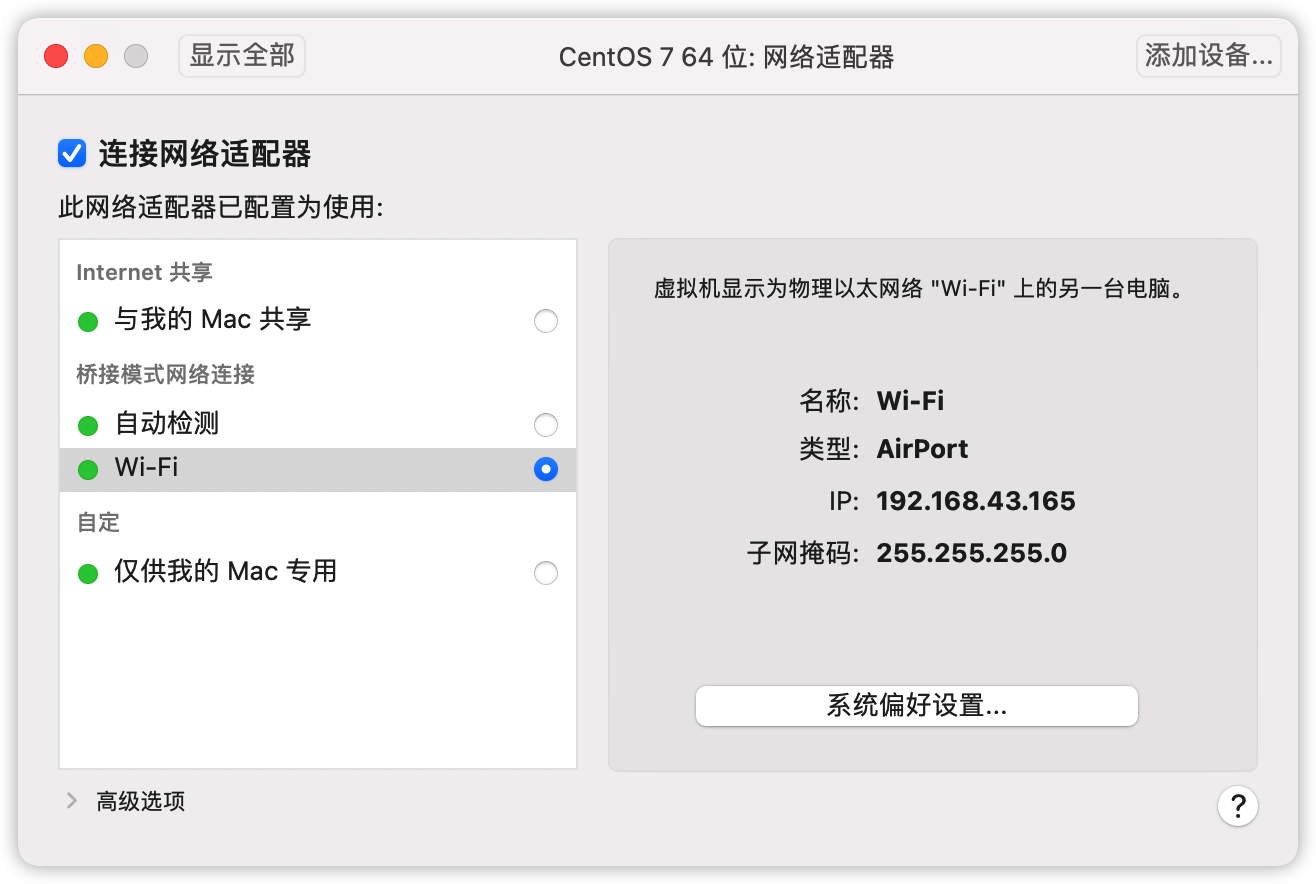 显示全部
CentOS 7 64 位: 网络适配器
添加设备...
连接网络适配器
此网络适配器已配置为使用:
Internet 共享
与我的 Mac 共享
桥接模式网络连接
自动检测
Wi-Fi
自定
仅供我的 Mac 专用
虚拟机显示为物理以太网络 "Wi-Fi" 上的另一台电脑。
名称: Wi-Fi
类型: AirPort
IP: 192.168.43.165
子网掩码: 255.255.255.0
系统偏好设置...
高级选项
?